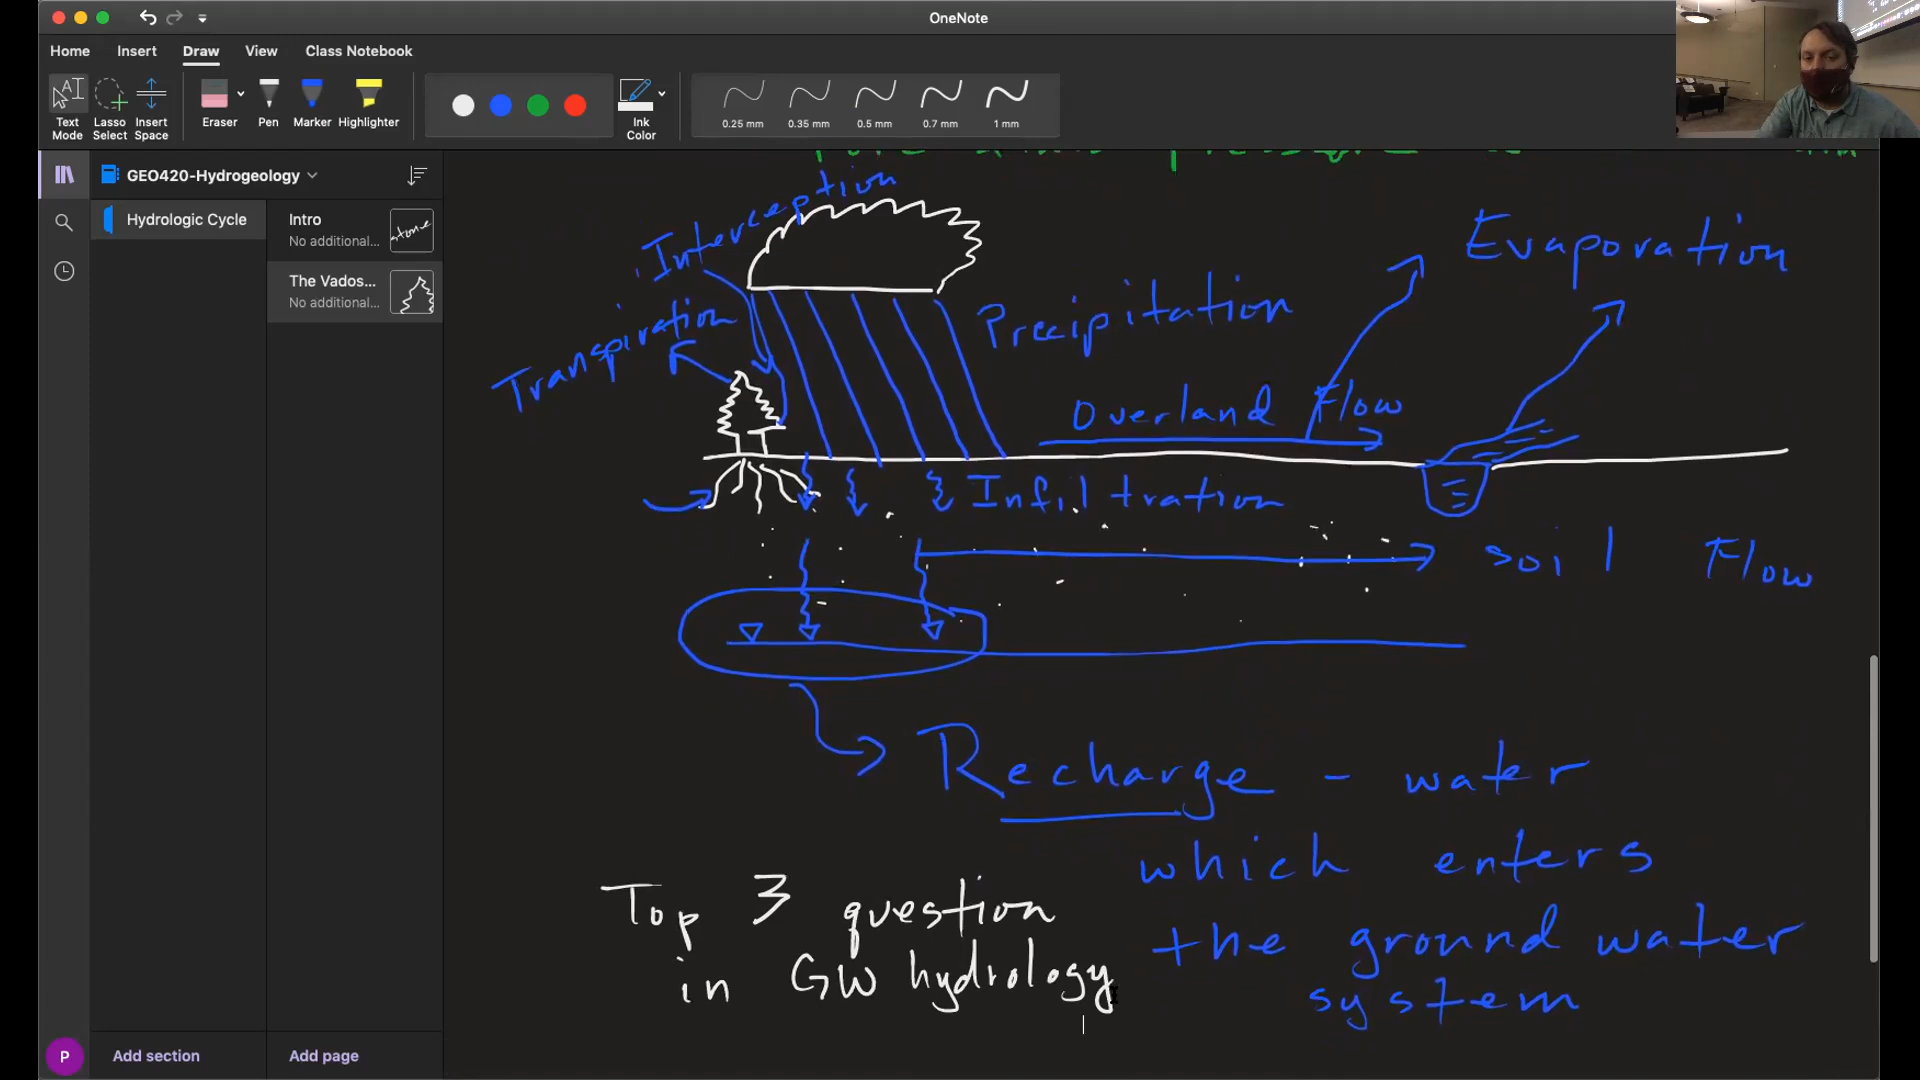 OneNote
Home Insert Draw View Class Notebook
Text Mode
Lasso Select
Insert Space
Eraser
Pen
Marker
Highlighter
Ink Color
0.25 mm
0.35 mm
0.5 mm
0.7 mm
1 mm
GEO420-Hydrogeology
Hydrologic Cycle
Intro
No additional...
The Vados...
No additional...
Interception
Evaporation
Transpiration
Precipitation
Overland Flow
Infiltration
soil Flow
Recharge - water
which enters
the ground water
system
Top 3 question
in GW hydrology
P
Add section
Add page